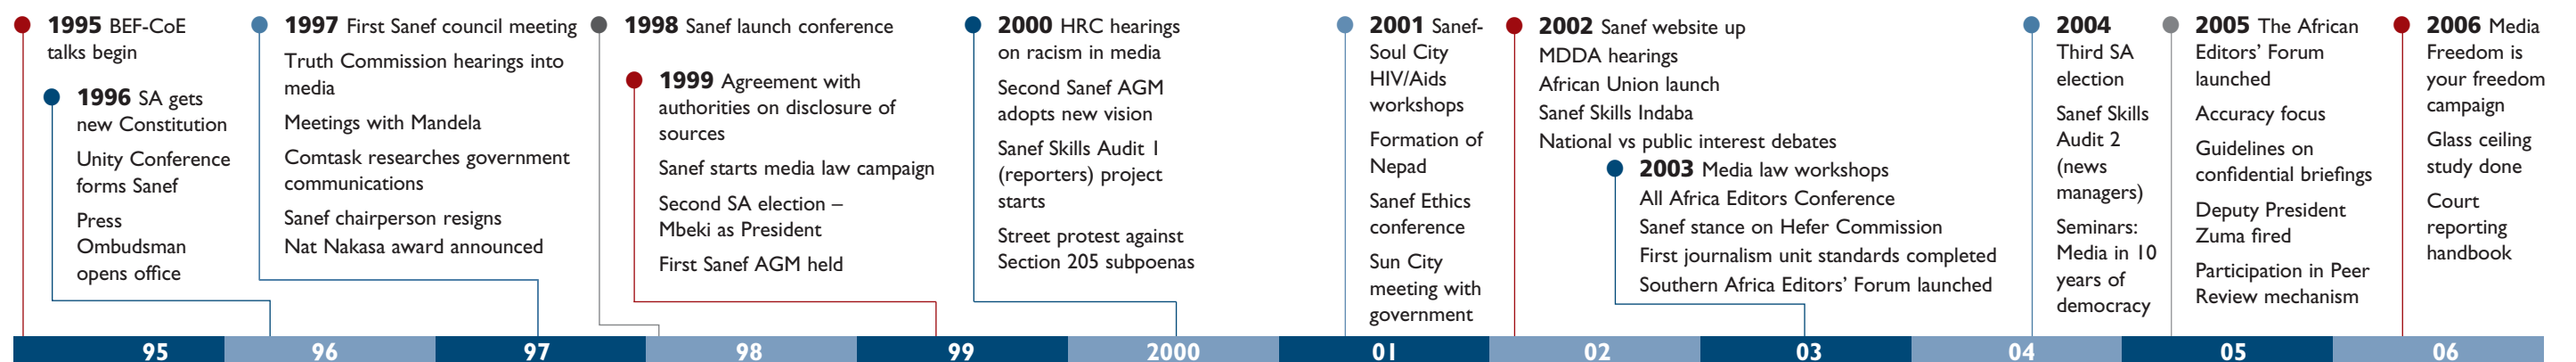 1995 BEF-CoE
talks begin
1996 SA gets
new Constitution
Unity Conference
forms Sanef
Press
Ombudsman
opens office
1997 First Sanef council meeting
Truth Commission hearings into
media
Meetings with Mandela
Comtask researches government
communications
Sanef chairperson resigns
Nat Nakasa award announced
1998 Sanef launch conference
1999 Agreement with
authorities on disclosure of
sources
Sanef starts media law campaign
Second SA election –
Mbeki as President
First Sanef AGM held
2000 HRC hearings
on racism in media
Second Sanef AGM
adopts new vision
Sanef Skills Audit 1
(reporters) project
starts
Street protest against
Section 205 subpoenas
2001 Sanef-
Soul City
HIV/Aids
workshops
Formation of
Nepad
Sanef Ethics
conference
Sun City
meeting with
government
2002 Sanef website up
MDDA hearings
African Union launch
Sanef Skills Indaba
National vs public interest debates
2003 Media law workshops
All Africa Editors Conference
Sanef stance on Hefer Commission
First journalism unit standards completed
Southern Africa Editors’ Forum launched
2004
Third SA
election
Sanef Skills
Audit 2
(news
managers)
Seminars:
Media in 10
years of
democracy
2005 The African
Editors’ Forum
launched
Accuracy focus
Guidelines on
confidential briefings
Deputy President
Zuma fired
Participation in Peer
Review mechanism
2006 Media
Freedom is
your freedom
campaign
Glass ceiling
study done
Court
reporting
handbook
95 96 97 98 99 2000 01 02 03 04 05 06